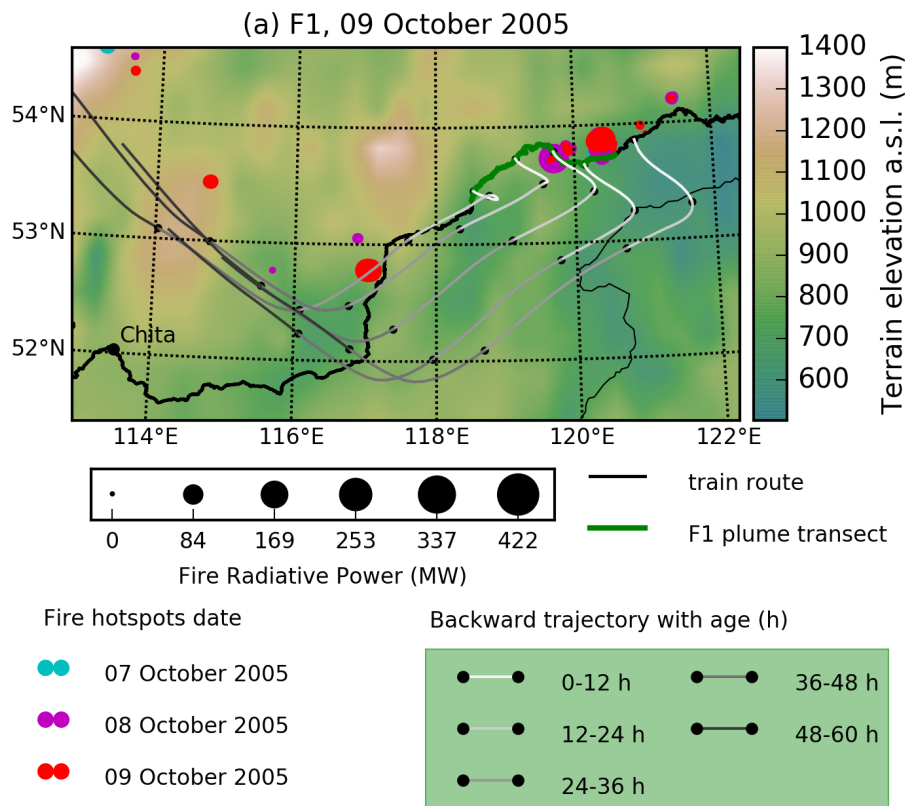 (a) F1, 09 October 2005
54°N
53°N
52°N
Chita
114°E 116°E 118°E 120°E 122°E
1400
1300
1200
1100
1000
900
800
700
600
Terrain elevation a.s.l. (m)
0 84 169 253 337 422
Fire Radiative Power (MW)
train route
F1 plume transect
Fire hotspots date
07 October 2005
08 October 2005
09 October 2005
Backward trajectory with age (h)
0-12 h 36-48 h
12-24 h 48-60 h
24-36 h